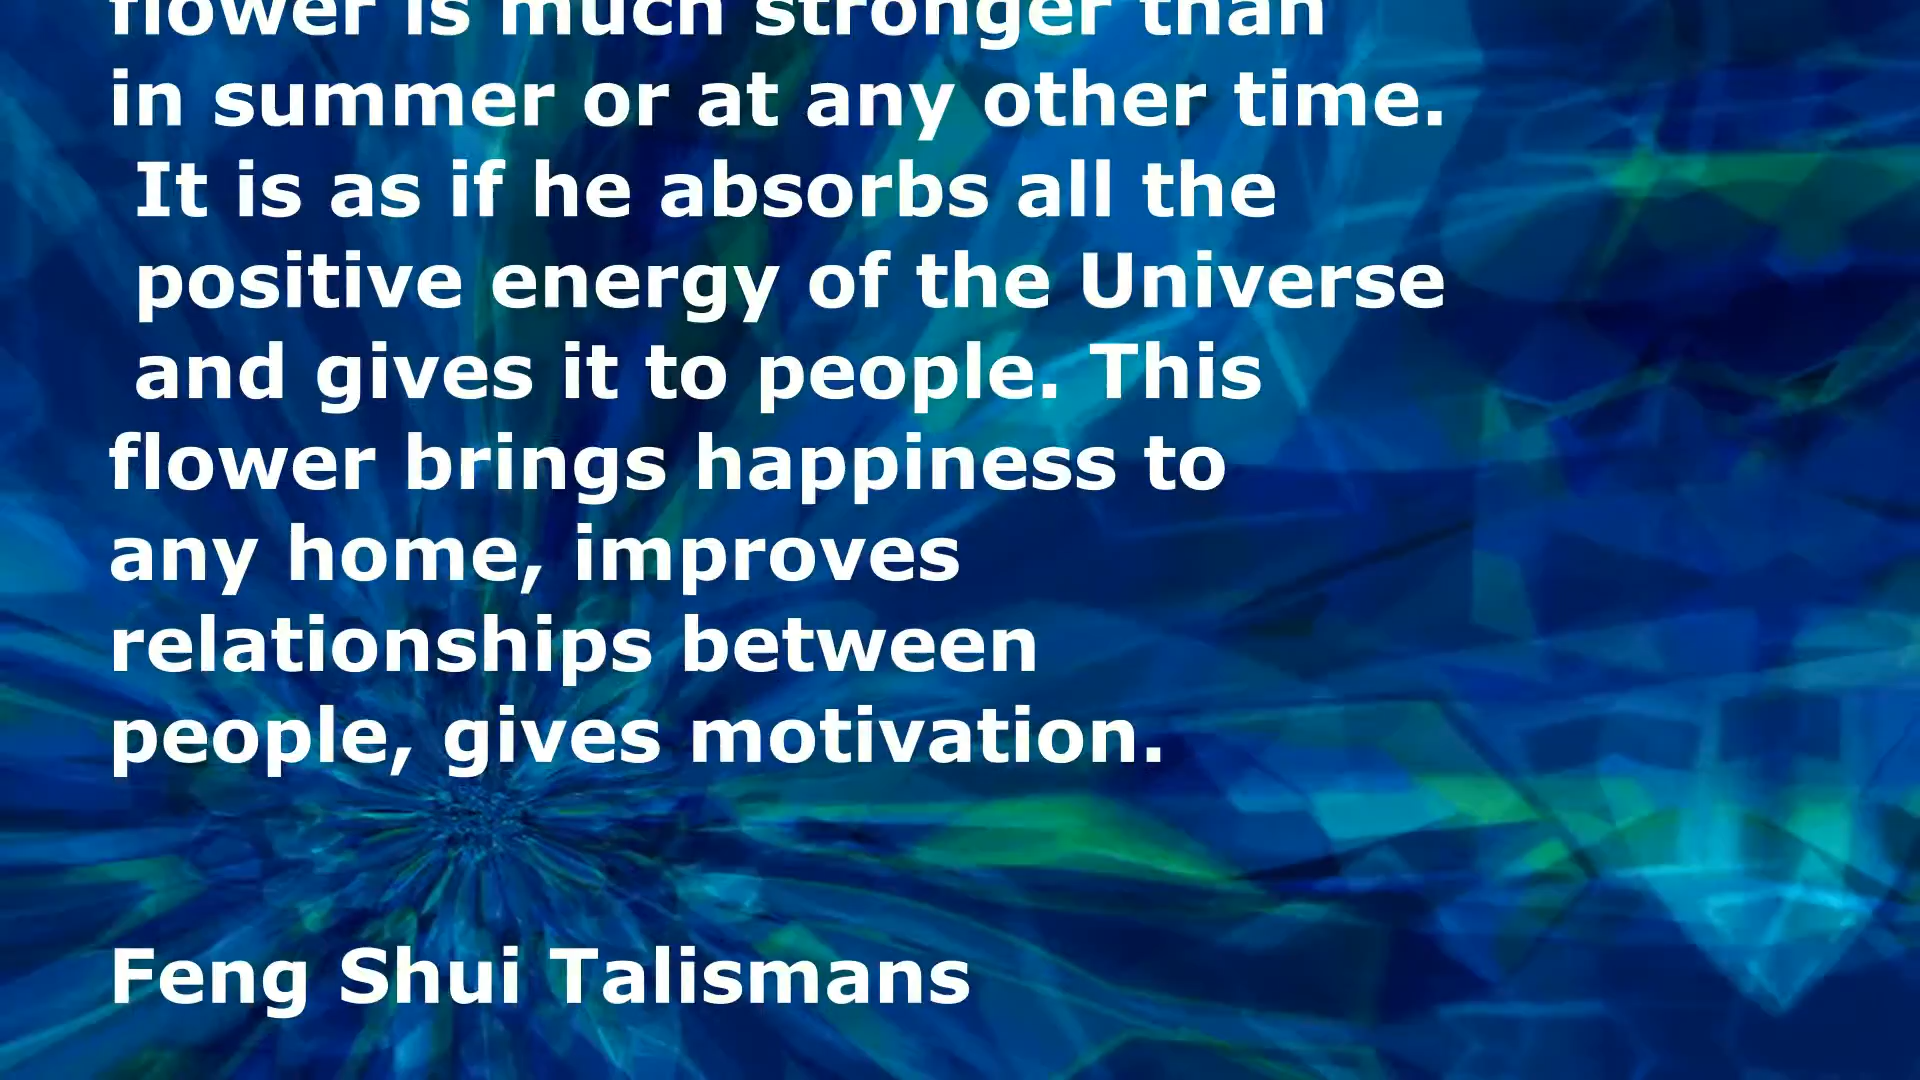 flower is much stronger than
in summer or at any other time.
It is as if he absorbs all the
positive energy of the Universe
and gives it to people. This
flower brings happiness to
any home, improves
relationships between
people, gives motivation.
Feng Shui Talismans